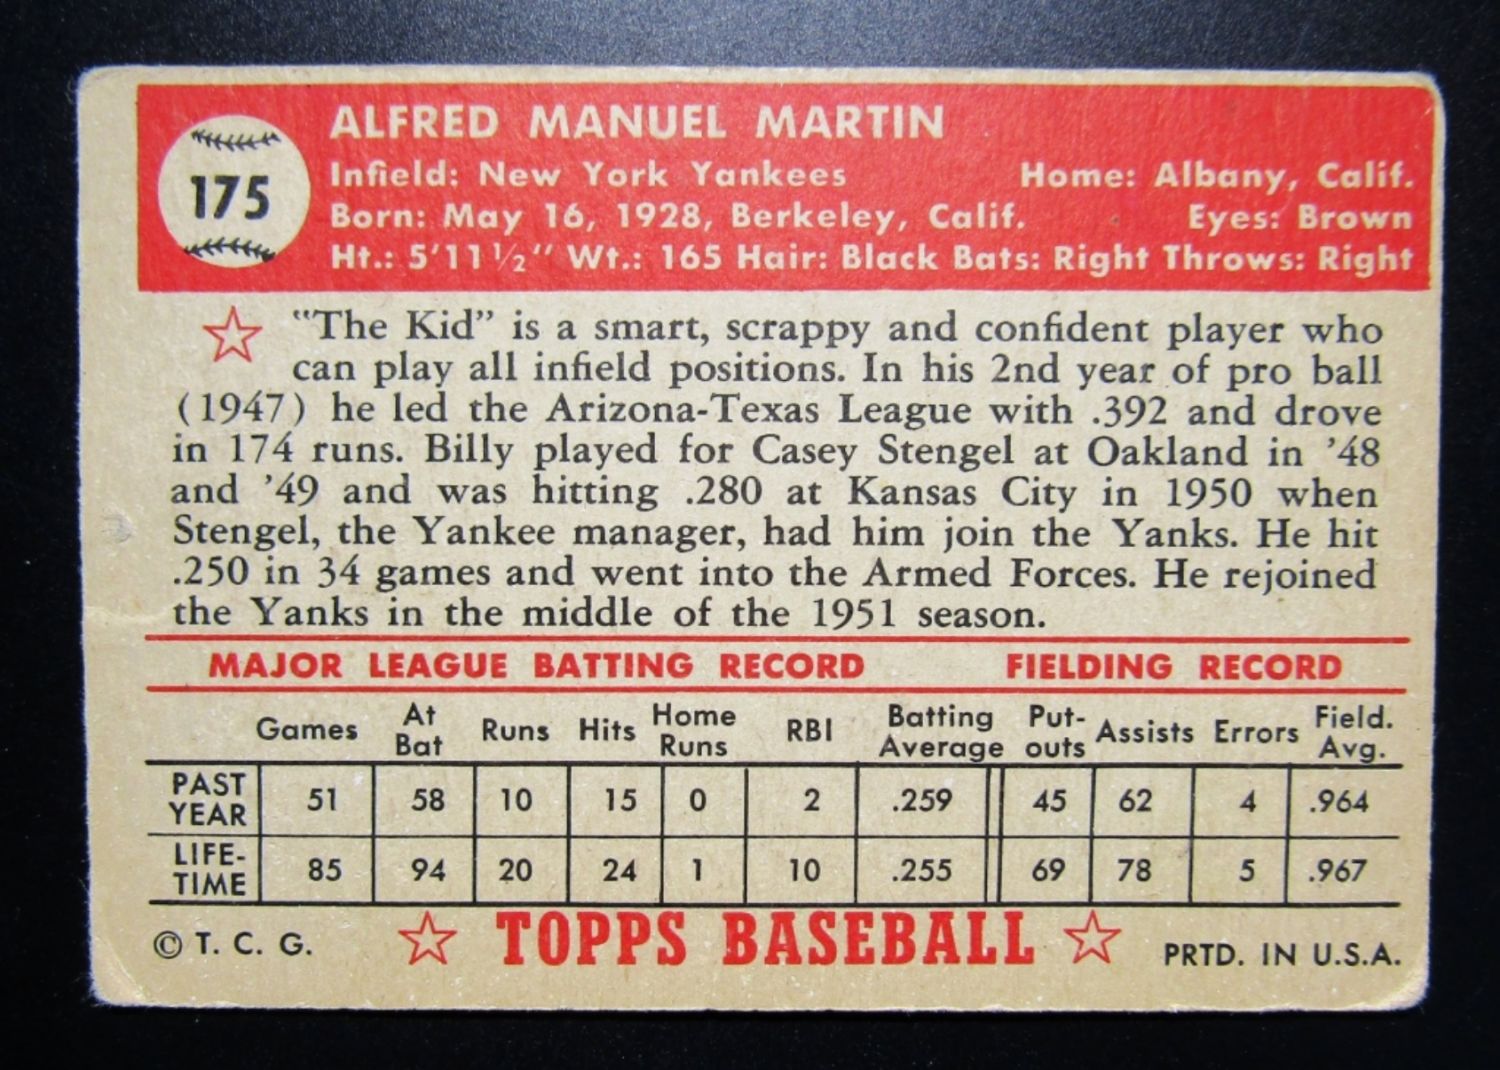 175
ALFRED MANUEL MARTIN
Infield: New York Yankees Home: Albany, Calif.
Born: May 16, 1928, Berkeley, Calif. Eyes: Brown
Ht.: 5'11 1/2" Wt.: 165 Hair: Black Bats: Right Throws: Right
"The Kid" is a smart, scrappy and confident player who
can play all infield positions. In his 2nd year of pro ball
(1947) he led the Arizona-Texas League with .392 and drove
in 174 runs. Billy played for Casey Stengel at Oakland in '48
and '49 and was hitting .280 at Kansas City in 1950 when
Stengel, the Yankee manager, had him join the Yanks. He hit
.250 in 34 games and went into the Armed Forces. He rejoined
the Yanks in the middle of the 1951 season.
MAJOR LEAGUE BATTING RECORD FIELDING RECORD
Games At Bat Runs Hits Home Runs RBI Batting Average Put-outs Assists Errors Field. Avg.
PAST YEAR 51 58 10 15 0 2 .259 45 62 4 .964
LIFE-TIME 85 94 20 24 1 10 .255 69 78 5 .967
© T. C. G. TOPPS BASEBALL PRTD. IN U.S.A.